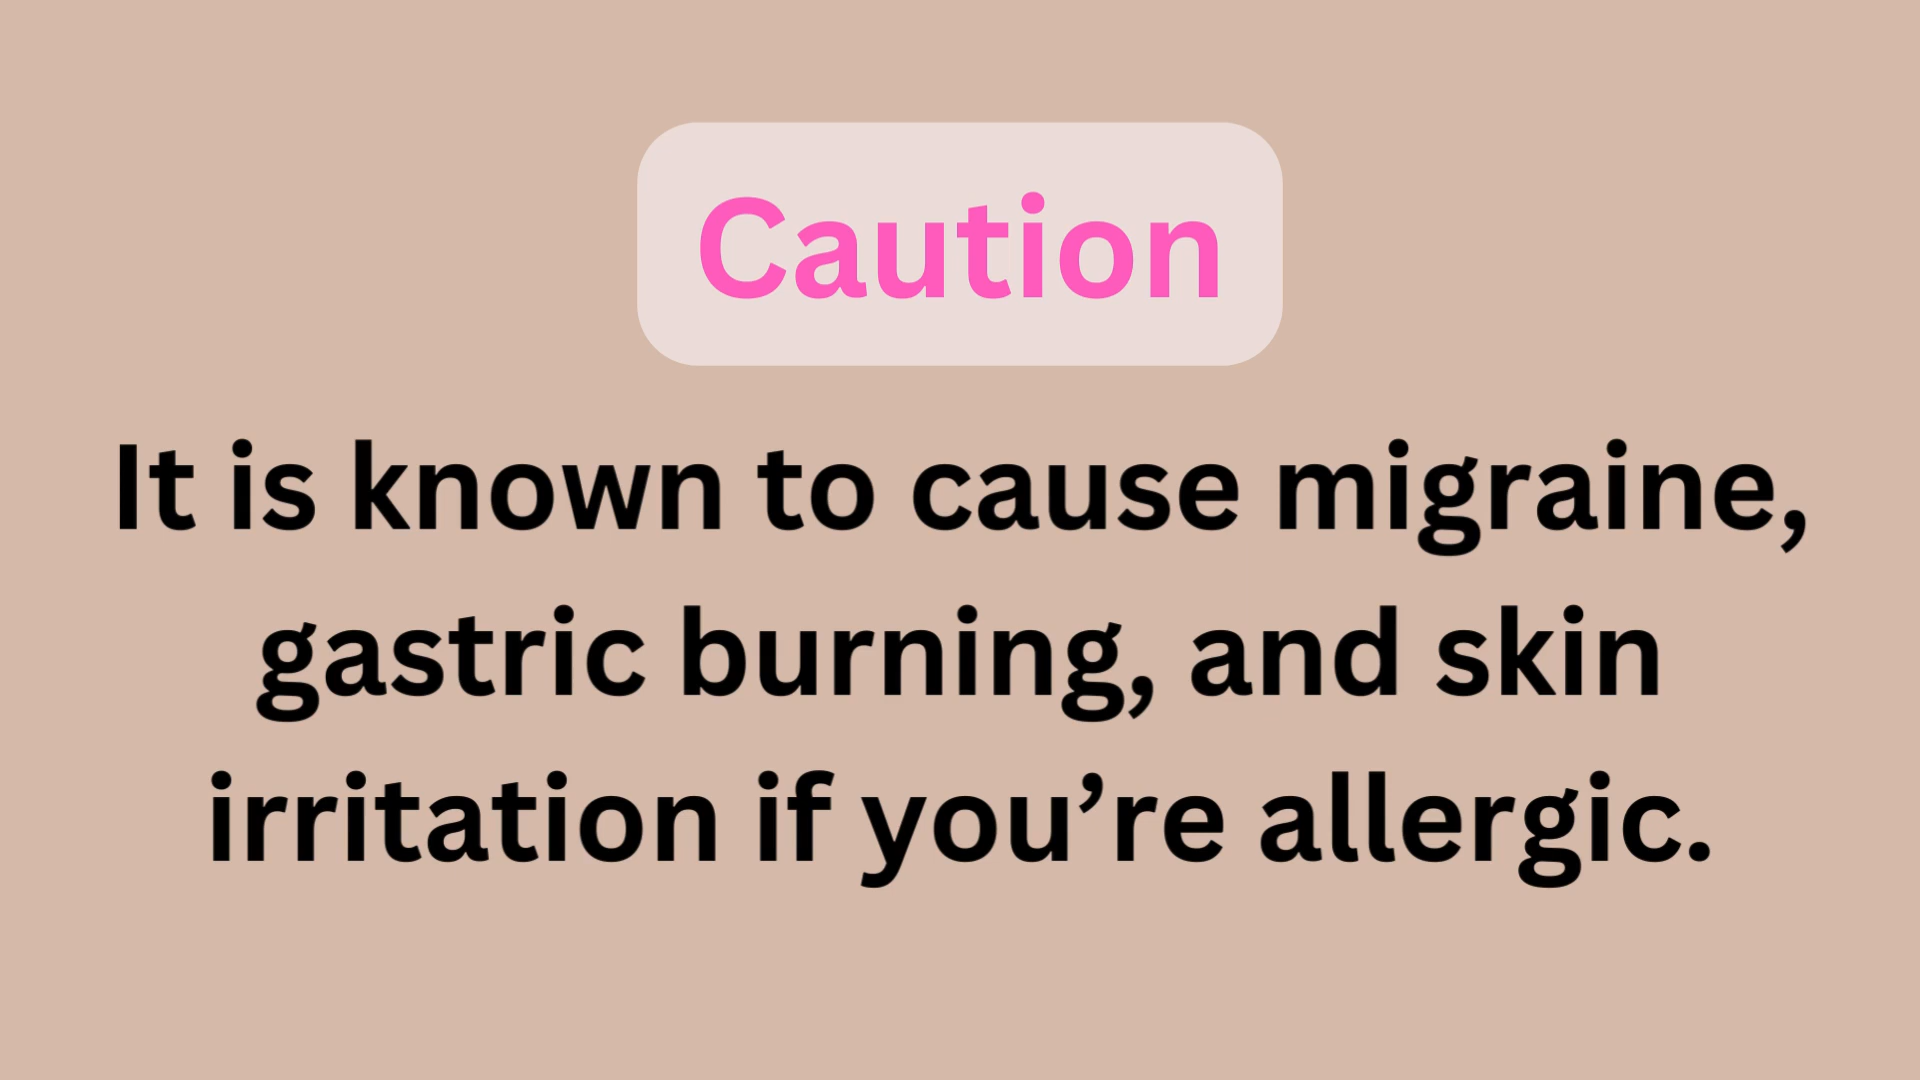 Caution
It is known to cause migraine,
gastric burning, and skin
irritation if you’re allergic.